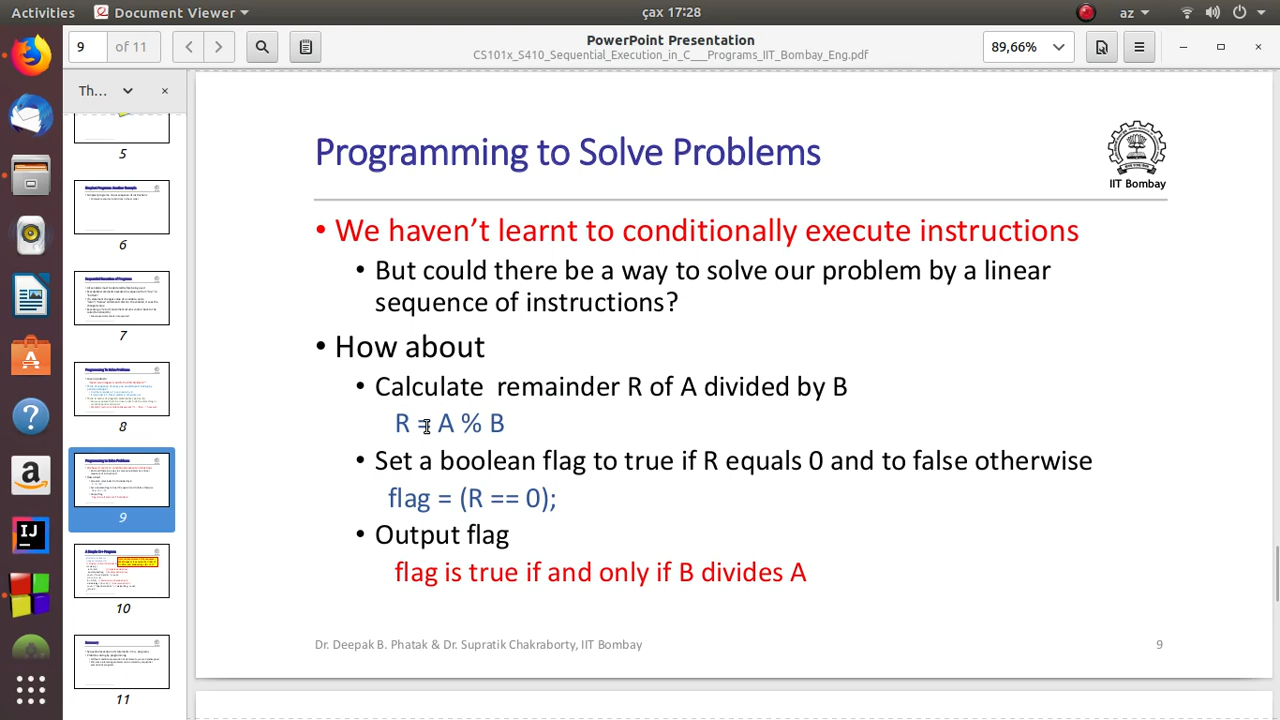 Activities
Document Viewer
çax 17:28
az
9
of 11
PowerPoint Presentation
CS101x_S410_Sequential_Execution_in_C___Programs_IIT_Bombay_Eng.pdf
89,66%
Th...
5
6
7
8
9
10
11
Programming to Solve Problems
IIT Bombay
• We haven’t learnt to conditionally execute instructions
• But could there be a way to solve our problem by a linear
sequence of instructions?
• How about
• Calculate remainder R of A divided by B
R = A % B
• Set a boolean flag to true if R equals 0 and to false otherwise
flag = (R == 0);
• Output flag
flag is true if and only if B divides A
Dr. Deepak B. Phatak & Dr. Supratik Chakraborty, IIT Bombay
9